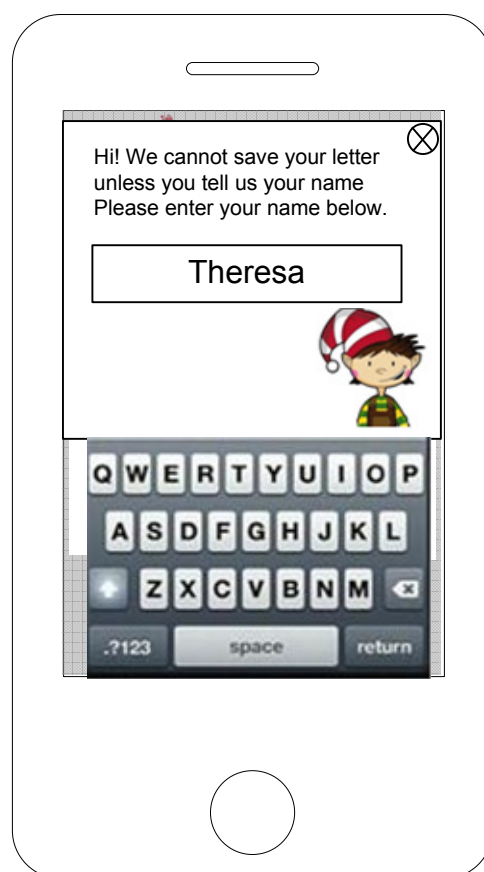 Hi! We cannot save your letter
unless you tell us your name
Please enter your name below.
Theresa
Q W E R T Y U I O P
A S D F G H J K L
Z X C V B N M
.?123 space return